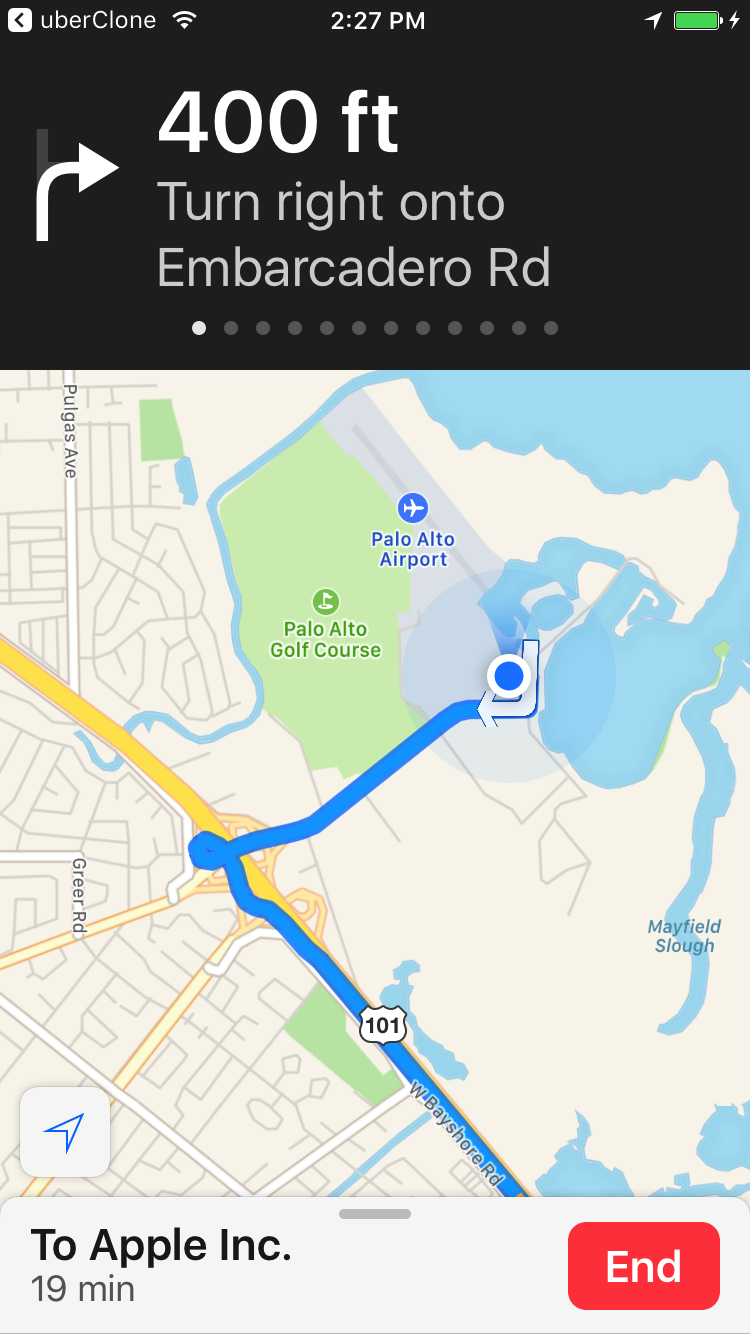 uberClone
2:27 PM
400 ft
Turn right onto
Embarcadero Rd
Pulgas Ave
Palo Alto
Airport
Palo Alto
Golf Course
Greer Rd
Mayfield
Slough
101
W Bayshore Rd
To Apple Inc.
19 min
End